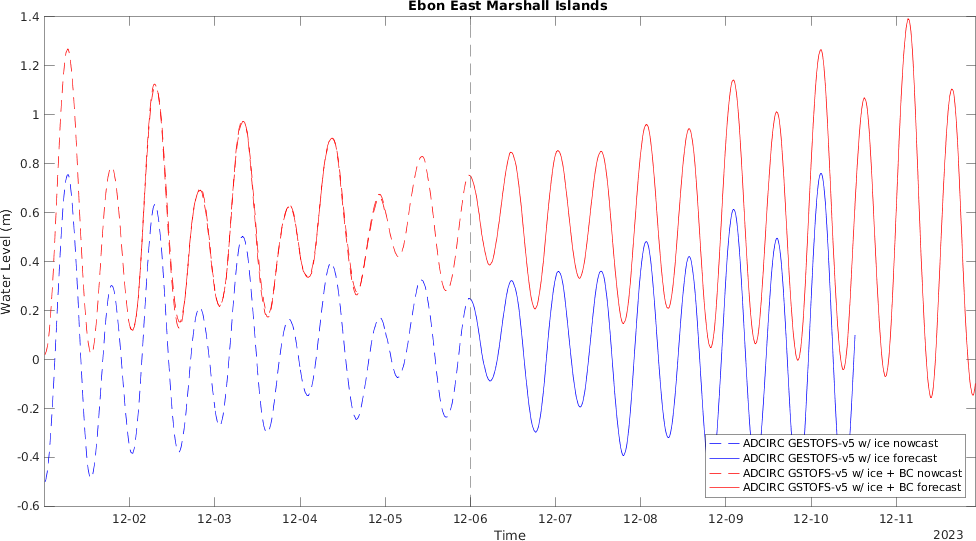 Ebon East Marshall Islands
1.4
1.2
1
0.8
0.6
0.4
0.2
0
-0.2
-0.4
-0.6
Water Level (m)
ADCIRC GESTOFS-v5 w/ ice nowcast
ADCIRC GESTOFS-v5 w/ ice forecast
ADCIRC GSTOFS-v5 w/ ice + BC nowcast
ADCIRC GSTOFS-v5 w/ ice + BC forecast
12-02 12-03 12-04 12-05 12-06 12-07 12-08 12-09 12-10 12-11
Time
2023